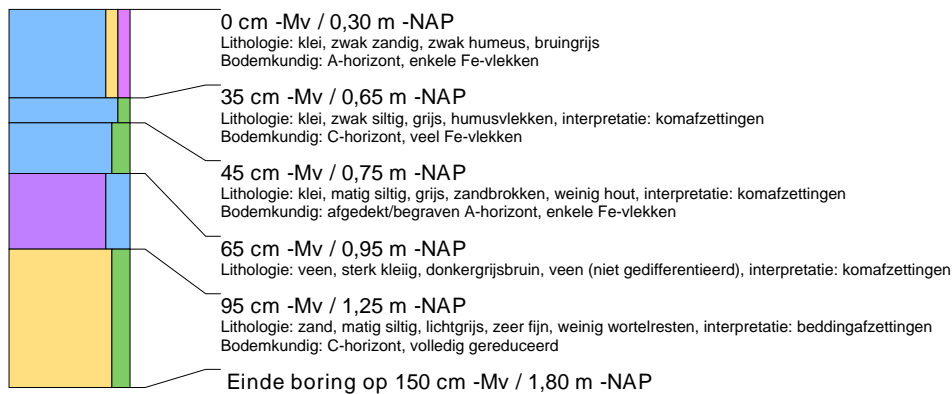 0 cm -Mv / 0,30 m -NAP
Lithologie: klei, zwak zandig, zwak humeus, bruingrijs
Bodemkundig: A-horizont, enkele Fe-vlekken
35 cm -Mv / 0,65 m -NAP
Lithologie: klei, zwak siltig, grijs, humusvlekken, interpretatie: komafzettingen
Bodemkundig: C-horizont, veel Fe-vlekken
45 cm -Mv / 0,75 m -NAP
Lithologie: klei, matig siltig, grijs, zandbrokken, weinig hout, interpretatie: komafzettingen
Bodemkundig: afgedekt/begraven A-horizont, enkele Fe-vlekken
65 cm -Mv / 0,95 m -NAP
Lithologie: veen, sterk kleiig, donkergrijsbruin, veen (niet gedifferentieerd), interpretatie: komafzettingen
95 cm -Mv / 1,25 m -NAP
Lithologie: zand, matig siltig, lichtgrijs, zeer fijn, weinig wortelresten, interpretatie: beddingafzettingen
Bodemkundig: C-horizont, volledig gereduceerd
Einde boring op 150 cm -Mv / 1,80 m -NAP